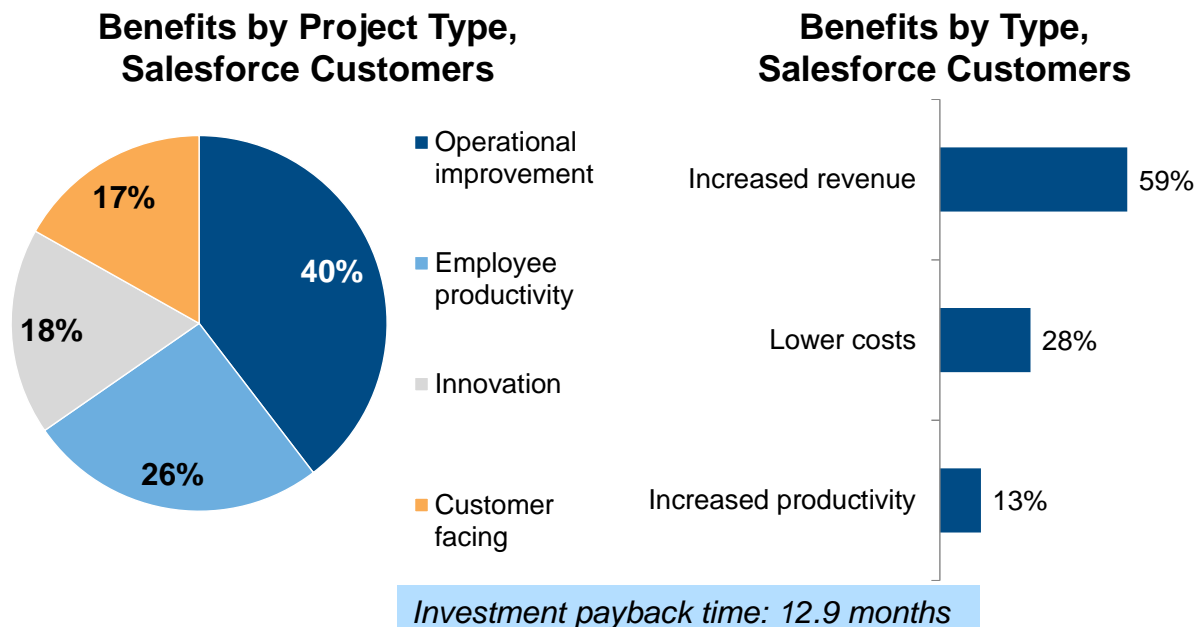 Benefits by Project Type,
Salesforce Customers
17%
40%
18%
26%
Operational
improvement
Employee
productivity
Innovation
Customer
facing
Benefits by Type,
Salesforce Customers
Increased revenue
59%
Lower costs
28%
Increased productivity
13%
Investment payback time: 12.9 months